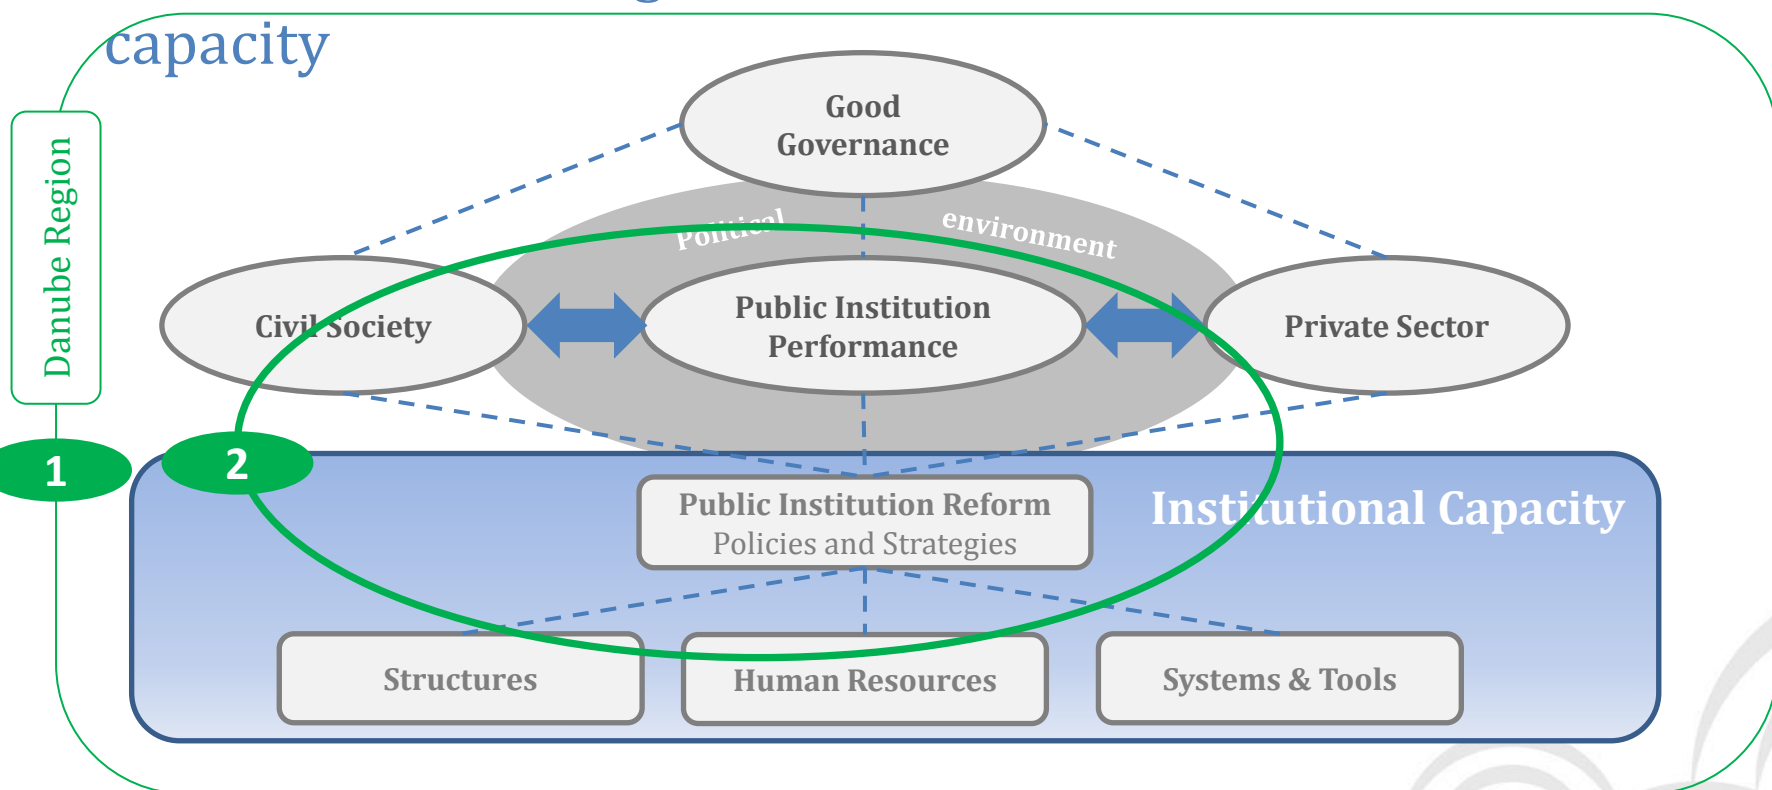 capacity
Danube Region
Good
Governance
Political environment
Civil Society
Public Institution
Performance
Private Sector
1
2
Public Institution Reform
Policies and Strategies
Institutional Capacity
Structures
Human Resources
Systems & Tools